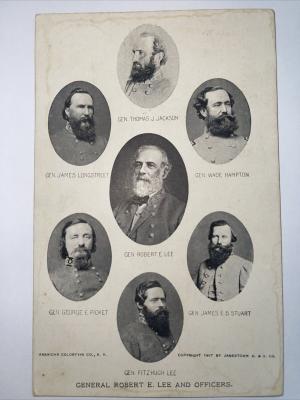 GEN. THOMAS J. JACKSON
GEN. JAMES LONGSTREET
GEN. WADE HAMPTON
GEN. ROBERT E. LEE
GEN. GEORGE E. PICKET
GEN. JAMES E. B. STUART
GEN. FITZHUGH LEE
AMERICAN COLORTYPE CO., N. Y.
COPYRIGHT 1907 BY JAMESTOWN A. & V. CO.
GENERAL ROBERT E. LEE AND OFFICERS.